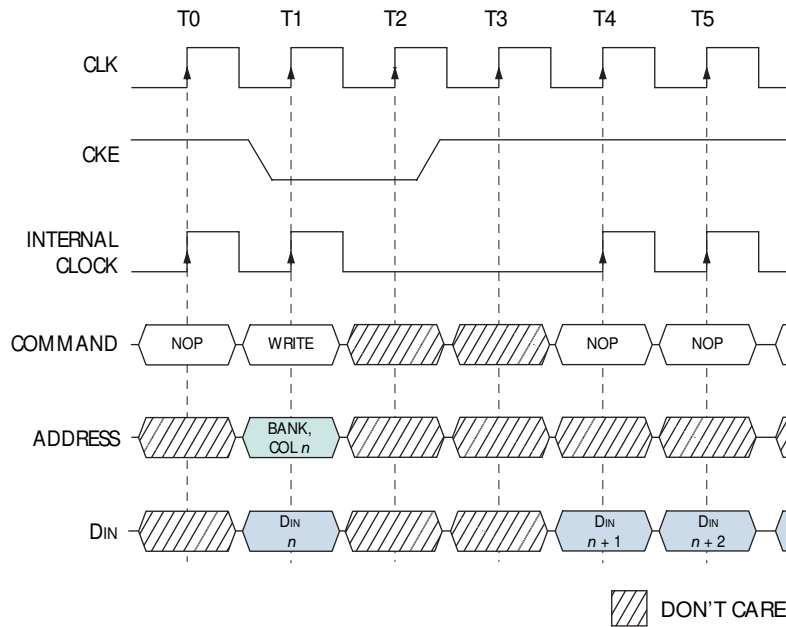 T0 T1 T2 T3 T4 T5
CLK
CKE
INTERNAL
CLOCK
COMMAND NOP WRITE NOP NOP
ADDRESS BANK,
COL n
DIN DIN
n DIN
n + 1 DIN
n + 2
DON'T CARE